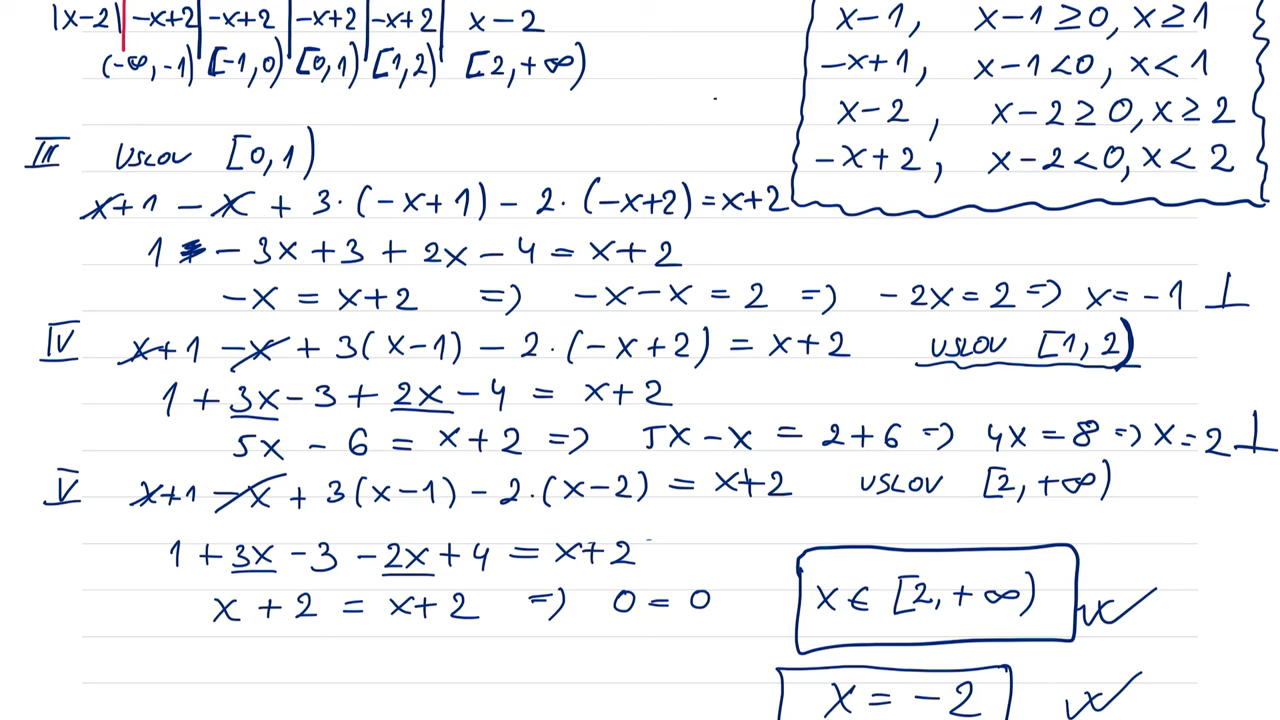 |x-2| | -x+2 | -x+2 | -x+2 | -x+2 | x-2
(-∞,-1) [-1,0) [0,1) [1,2) [2,+∞)
x-1, x-1≥0, x≥1
-x+1, x-1<0, x<1
x-2, x-2≥0, x≥2
-x+2, x-2<0, x<2
III USLOV [0,1)
x+1 - x + 3·(-x+1) - 2·(-x+2) = x+2
1 - 3x + 3 + 2x - 4 = x+2
-x = x+2 => -x-x = 2 => -2x = 2 => x = -1 ⊥
IV x+1 - x + 3(x-1) - 2·(-x+2) = x+2 USLOV [1,2)
1 + 3x - 3 + 2x - 4 = x+2
5x - 6 = x+2 => 5x - x = 2+6 => 4x = 8 => x = 2 ⊥
V x+1 - x + 3(x-1) - 2·(x-2) = x+2 USLOV [2,+∞)
1 + 3x - 3 - 2x + 4 = x+2
x + 2 = x+2 => 0 = 0
x ∈ [2,+∞)
x = -2